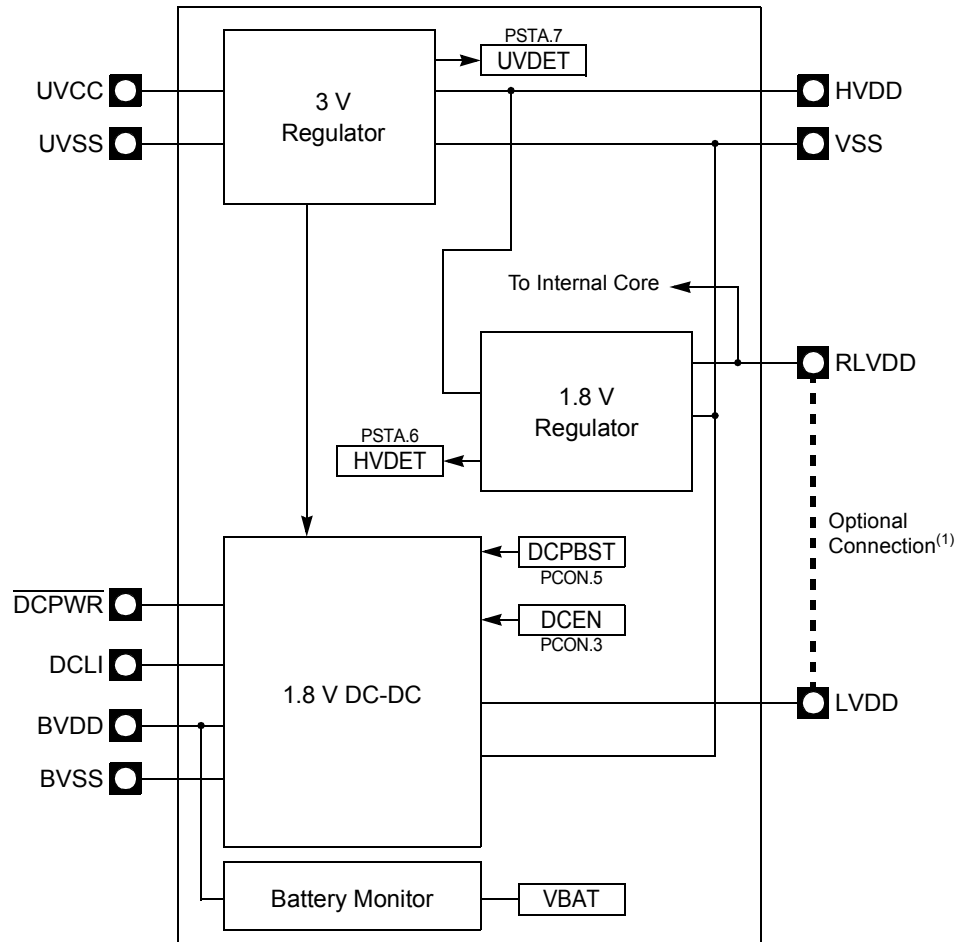 PSTA.7
UVDET
UVCC
3 V
Regulator
HVDD
UVSS
VSS
To Internal Core
1.8 V
Regulator
RLVDD
PSTA.6
HVDET
Optional
Connection(1)
DCPBST
PCON.5
DCPWR
DCEN
PCON.3
DCLI
1.8 V DC-DC
LVDD
BVDD
BVSS
Battery Monitor
VBAT